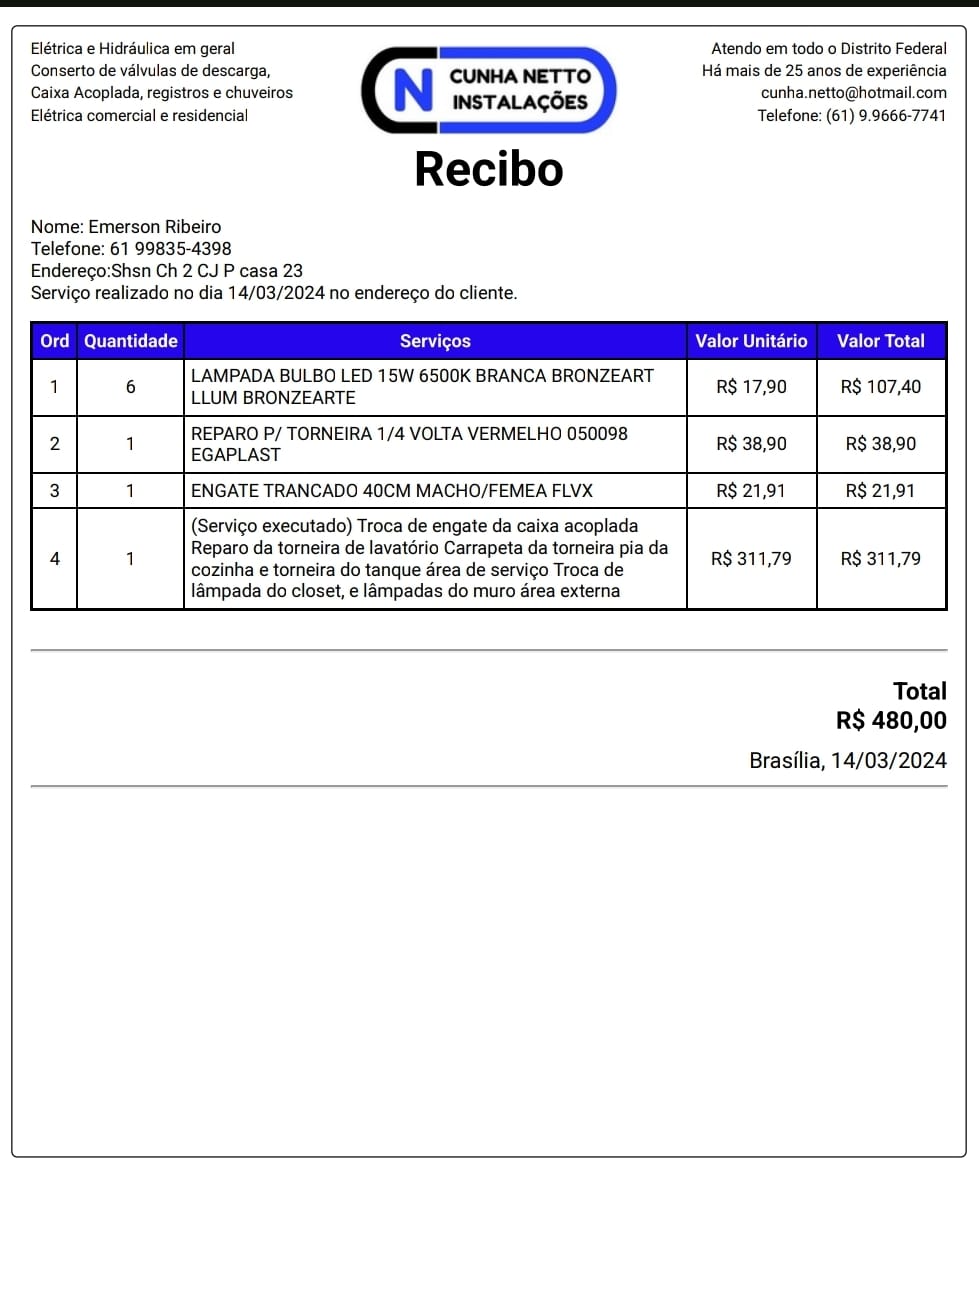 Elétrica e Hidráulica em geral
Conserto de válvulas de descarga,
Caixa Acoplada, registros e chuveiros
Elétrica comercial e residencial
N CUNHA NETTO
INSTALAÇÕES
Atendo em todo o Distrito Federal
Há mais de 25 anos de experiência
cunha.netto@hotmail.com
Telefone: (61) 9.9666-7741
Recibo
Nome: Emerson Ribeiro
Telefone: 61 99835-4398
Endereço:Shsn Ch 2 CJ P casa 23
Serviço realizado no dia 14/03/2024 no endereço do cliente.
Ord Quantidade Serviços Valor Unitário Valor Total
1 6 LAMPADA BULBO LED 15W 6500K BRANCA BRONZEART
LLUM BRONZEARTE R$ 17,90 R$ 107,40
2 1 REPARO P/ TORNEIRA 1/4 VOLTA VERMELHO 050098
EGAPLAST R$ 38,90 R$ 38,90
3 1 ENGATE TRANCADO 40CM MACHO/FEMEA FLVX R$ 21,91 R$ 21,91
4 1 (Serviço executado) Troca de engate da caixa acoplada
Reparo da torneira de lavatório Carrapeta da torneira pia da
cozinha e torneira do tanque área de serviço Troca de
lâmpada do closet, e lâmpadas do muro área externa R$ 311,79 R$ 311,79
Total
R$ 480,00
Brasília, 14/03/2024